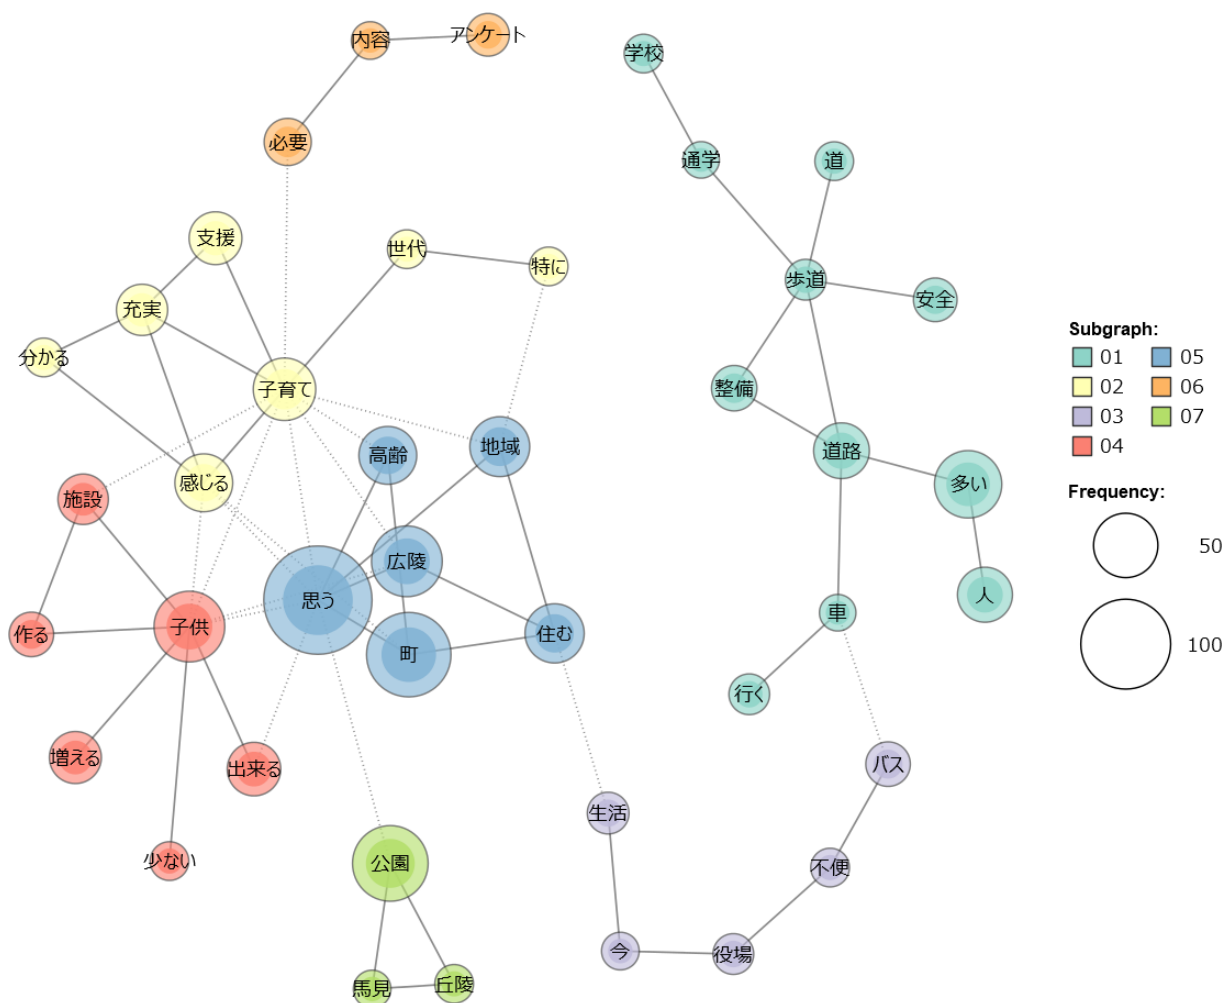 アンケート
内容
学校
必要
通学
道
支援
世代
特に
歩道
安全
充実
分かる
子育て
整備
Subgraph:
01
02
03
04
05
06
07
高齢
地域
道路
感じる
施設
多い
Frequency:
50
100
広陵
思う
人
車
作る
子供
町
住む
行く
増える
出来る
バス
生活
少ない
公園
不便
今
役場
馬見
丘陵